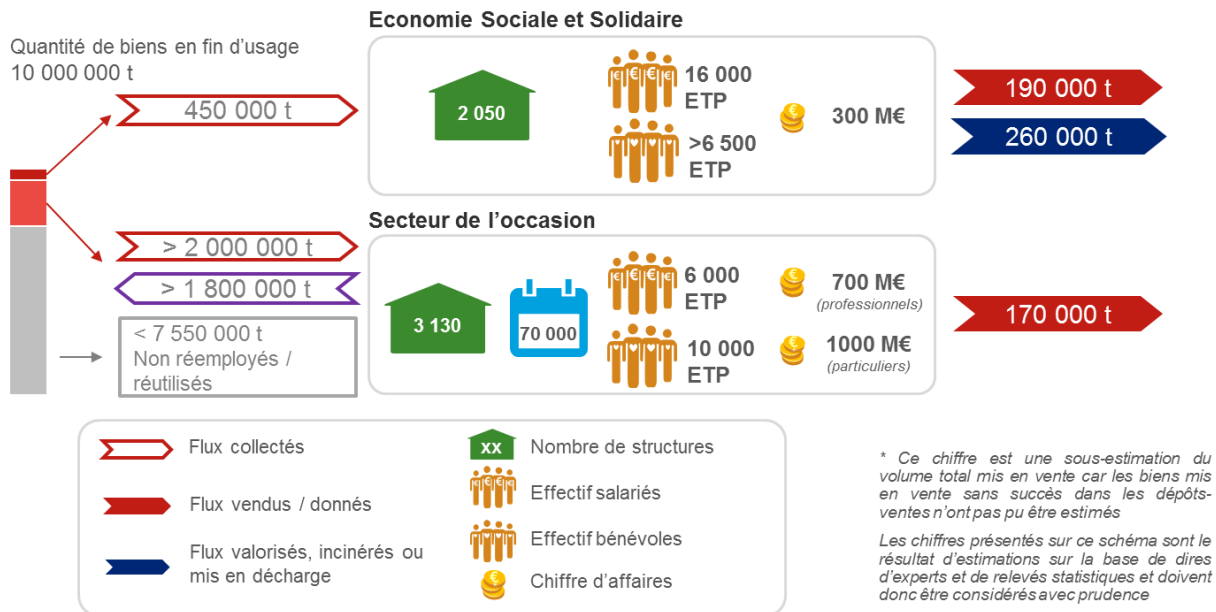 Economie Sociale et Solidaire
Quantité de biens en fin d’usage
10 000 000 t
450 000 t
2 050
16 000
ETP
>6 500
ETP
300 M€
190 000 t
260 000 t
Secteur de l’occasion
> 2 000 000 t
> 1 800 000 t
< 7 550 000 t
Non réemployés /
réutilisés
3 130
70 000
6 000
ETP
10 000
ETP
700 M€
(professionnels)
1000 M€
(particuliers)
170 000 t
Flux collectés
Flux vendus / donnés
Flux valorisés, incinérés ou
mis en décharge
xx
Nombre de structures
Effectif salariés
Effectif bénévoles
Chiffre d’affaires
* Ce chiffre est une sous-estimation du
volume total mis en vente car les biens mis
en vente sans succès dans les dépôts-
ventes n’ont pas pu être estimés
Les chiffres présentés sur ce schéma sont le
résultat d’estimations sur la base de dires
d’experts et de relevés statistiques et doivent
donc être considérés avec prudence